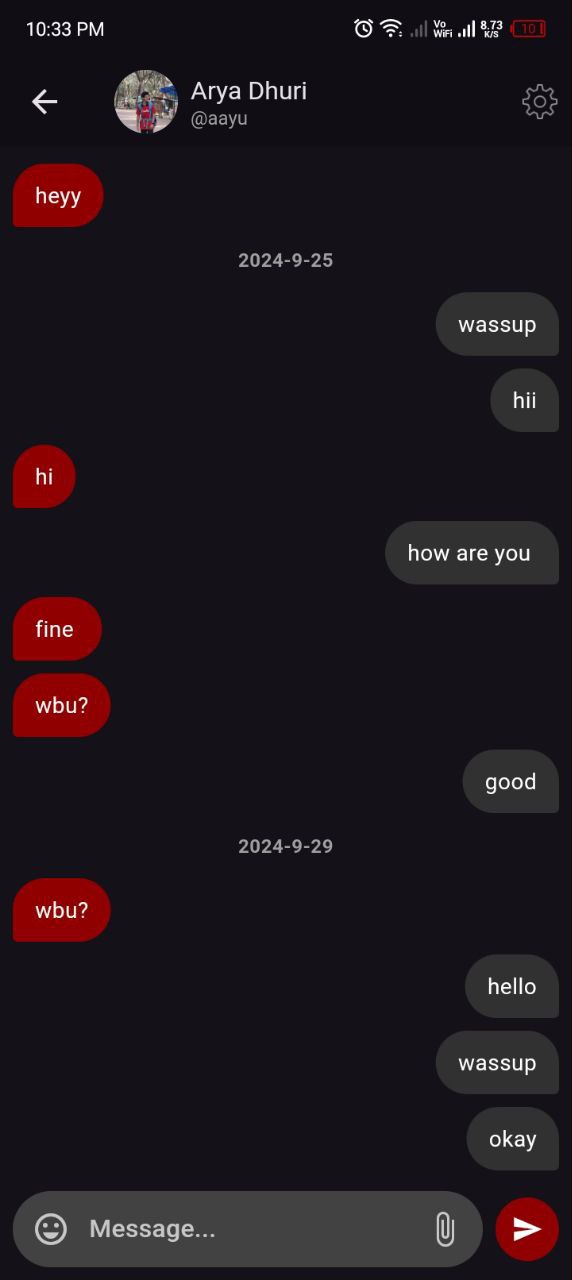 10:33 PM
Vo WiFi 8.73 K/S 10
Arya Dhuri
@aayu
heyy
2024-9-25
wassup
hii
hi
how are you
fine
wbu?
good
2024-9-29
wbu?
hello
wassup
okay
Message...